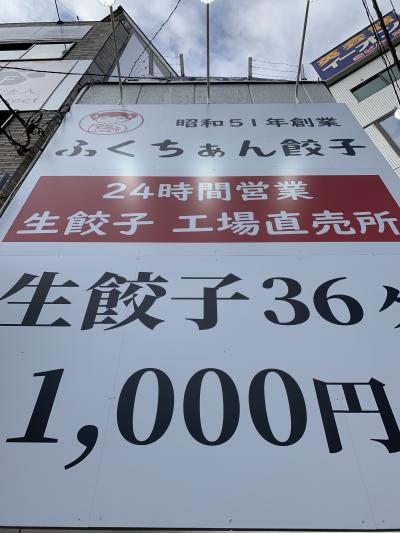 昭和51年創業
ふくちぁん餃子
24時間営業
生餃子 工場直売所
生餃子36ヶ
1,000円